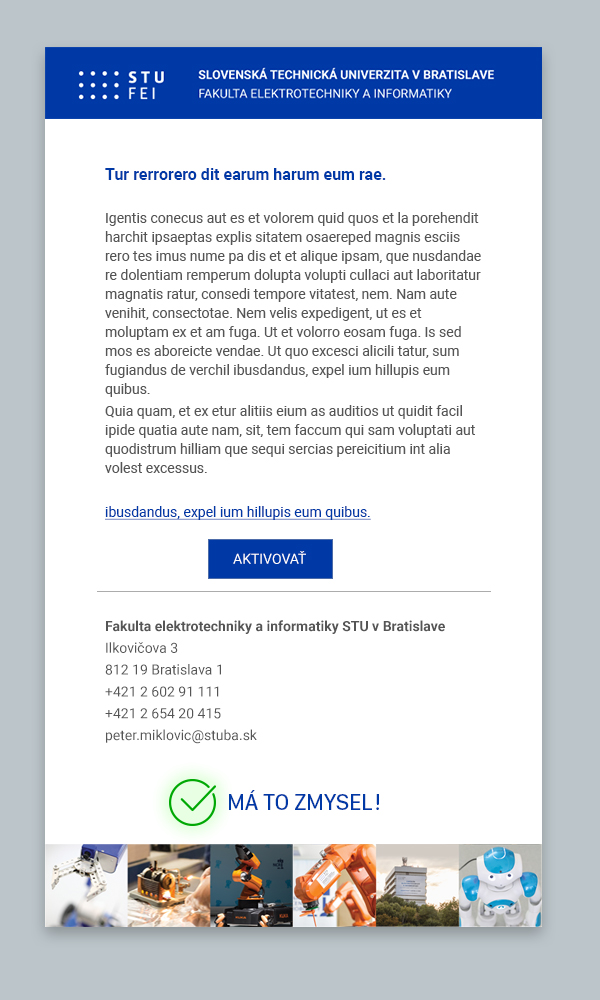 STU
FEI
SLOVENSKÁ TECHNICKÁ UNIVERZITA V BRATISLAVE
FAKULTA ELEKTROTECHNIKY A INFORMATIKY
Tur rerrorero dit earum harum eum rae.
Igentis conecus aut es et volorem quid quos et la porehendit
harchit ipsaeptas explis sitatem osaereped magnis esciis
rero tes imus nume pa dis et et alique ipsam, que nusdandae
re dolentiam remperum dolupta volupti cullaci aut laboritatur
magnatis ratur, consedi tempore vitatest, nem. Nam aute
venihit, consectotae. Nem velis expedigent, ut es et
moluptam ex et am fuga. Ut et volorro eosam fuga. Is sed
mos es aboreicte vendae. Ut quo excesci alicili tatur, sum
fugiandus de verchil ibusdandus, expel ium hillupis eum
quibus.
Quia quam, et ex etur alitiis eium as auditios ut quidit facil
ipide quatia aute nam, sit, tem faccum qui sam voluptati aut
quodistrum hilliam que sequi sercias pereicitium int alia
volest excessus.
ibusdandus, expel ium hillupis eum quibus.
AKTIVOVAŤ
Fakulta elektrotechniky a informatiky STU v Bratislave
Ilkovičova 3
812 19 Bratislava 1
+421 2 602 91 111
+421 2 654 20 415
peter.miklovic@stuba.sk
MÁ TO ZMYSEL!